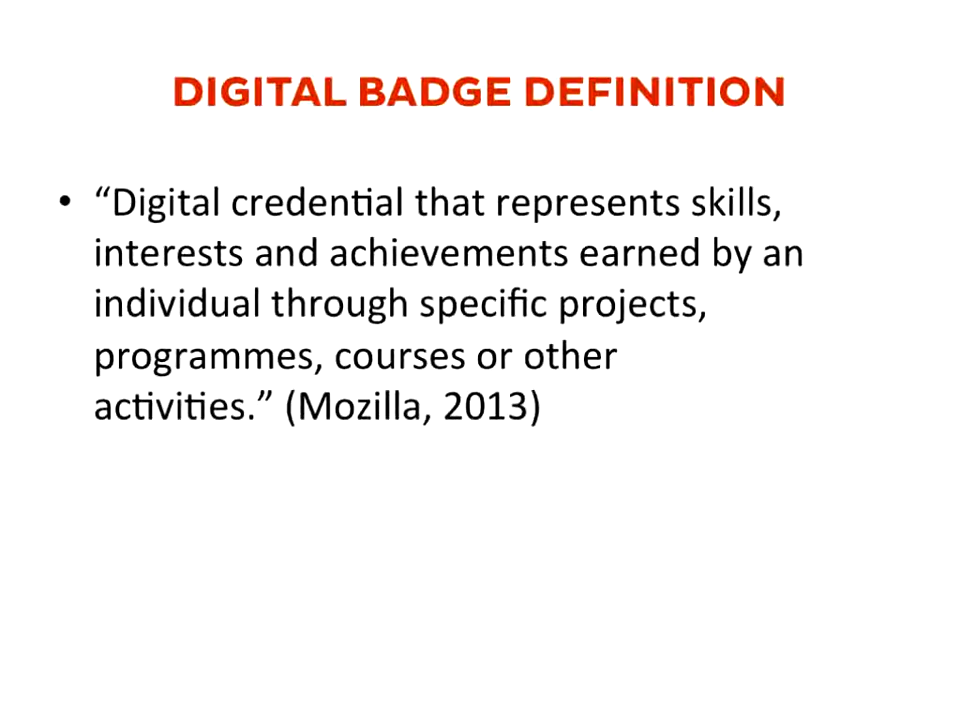 DIGITAL BADGE DEFINITION
• “Digital credential that represents skills,
interests and achievements earned by an
individual through specific projects,
programmes, courses or other
activities.” (Mozilla, 2013)